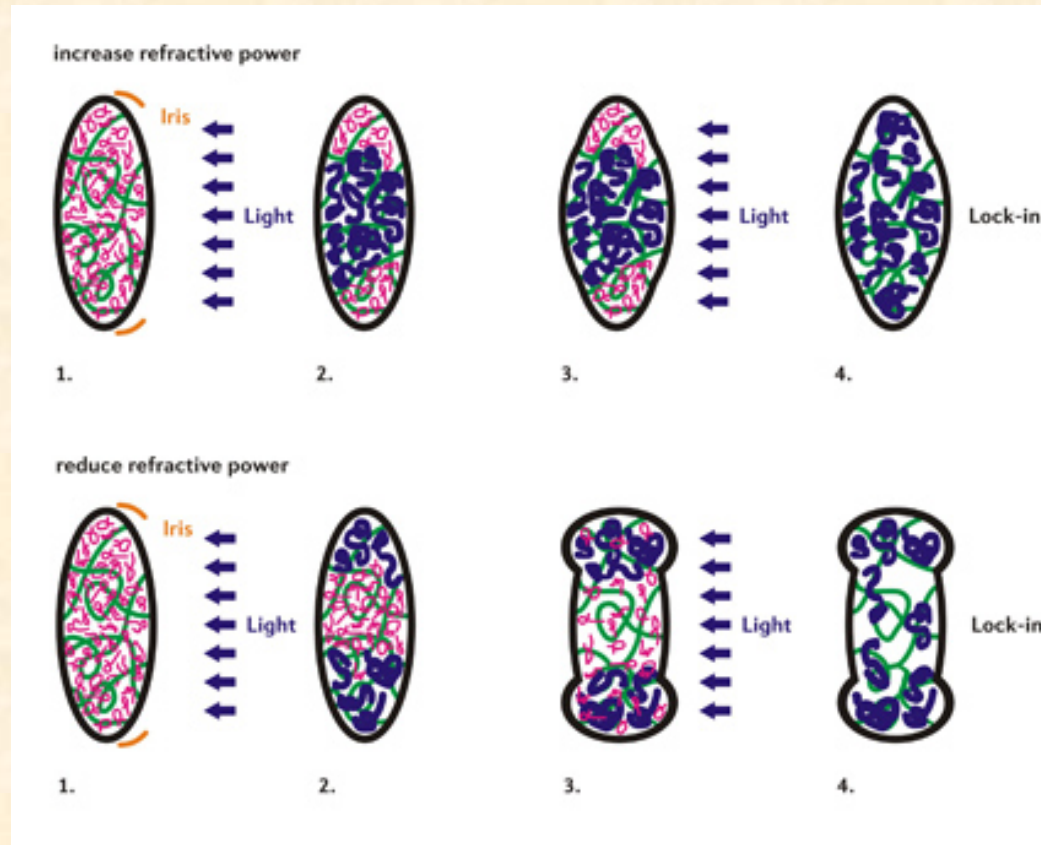 increase refractive power
Iris
Light
Light
Lock-in
1.
2.
3.
4.
reduce refractive power
Iris
Light
Light
Lock-in
1.
2.
3.
4.